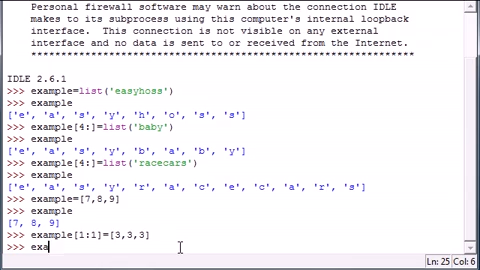 Personal firewall software may warn about the connection IDLE
makes to its subprocess using this computer's internal loopback
interface.  This connection is not visible on any external
interface and no data is sent to or received from the Internet.
****************************************************************
IDLE 2.6.1
>>> example=list('easyhoss')
>>> example
['e', 'a', 's', 'y', 'h', 'o', 's', 's']
>>> example[4:]=list('baby')
>>> example
['e', 'a', 's', 'y', 'b', 'a', 'b', 'y']
>>> example[4:]=list('racecars')
>>> example
['e', 'a', 's', 'y', 'r', 'a', 'c', 'e', 'c', 'a', 'r', 's']
>>> example=[7,8,9]
>>> example
[7, 8, 9]
>>> example[1:1]=[3,3,3]
>>> exa
Ln: 25 Col: 6